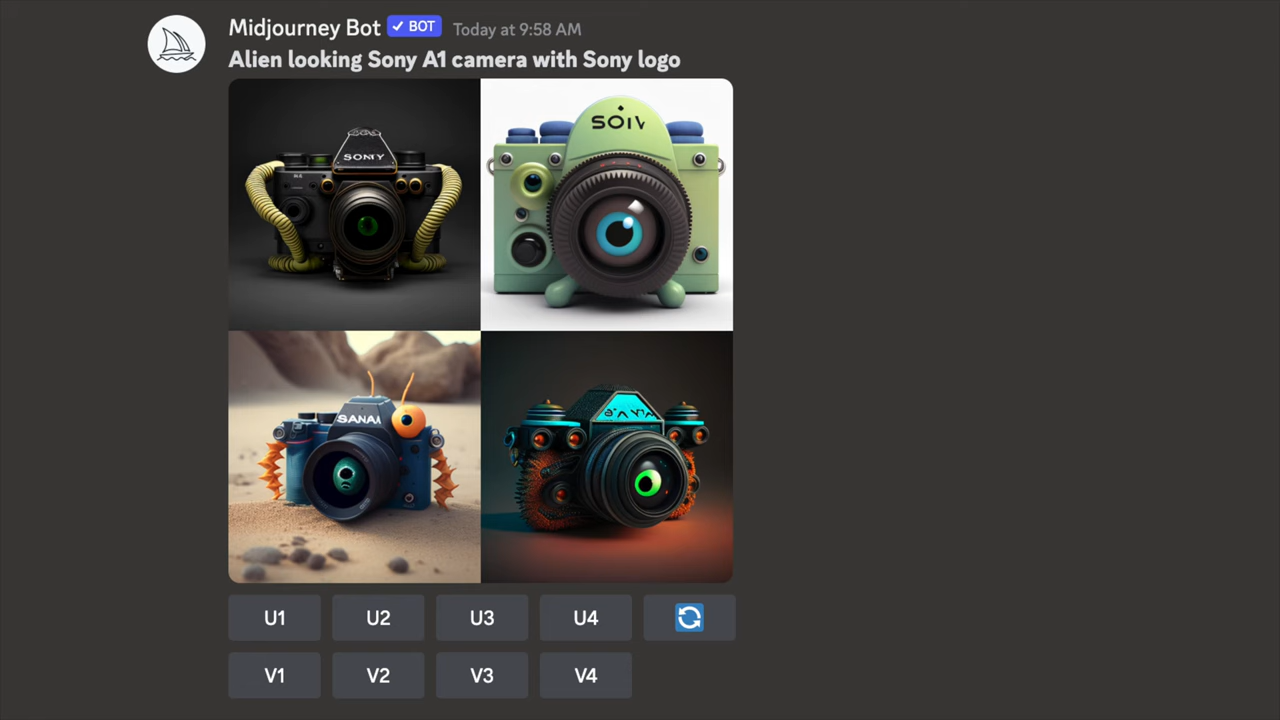 Midjourney Bot ✓ BOT Today at 9:58 AM
Alien looking Sony A1 camera with Sony logo
SONY
SOIV
SANAI
U1 U2 U3 U4
V1 V2 V3 V4